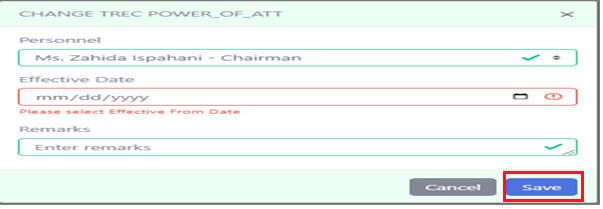 CHANGE TREC POWER_OF_ATT
Personnel
Ms. Zahida Ispahani - Chairman
Effective Date
mm/dd/yyyy
Please select Effective From Date
Remarks
Enter remarks
Cancel Save